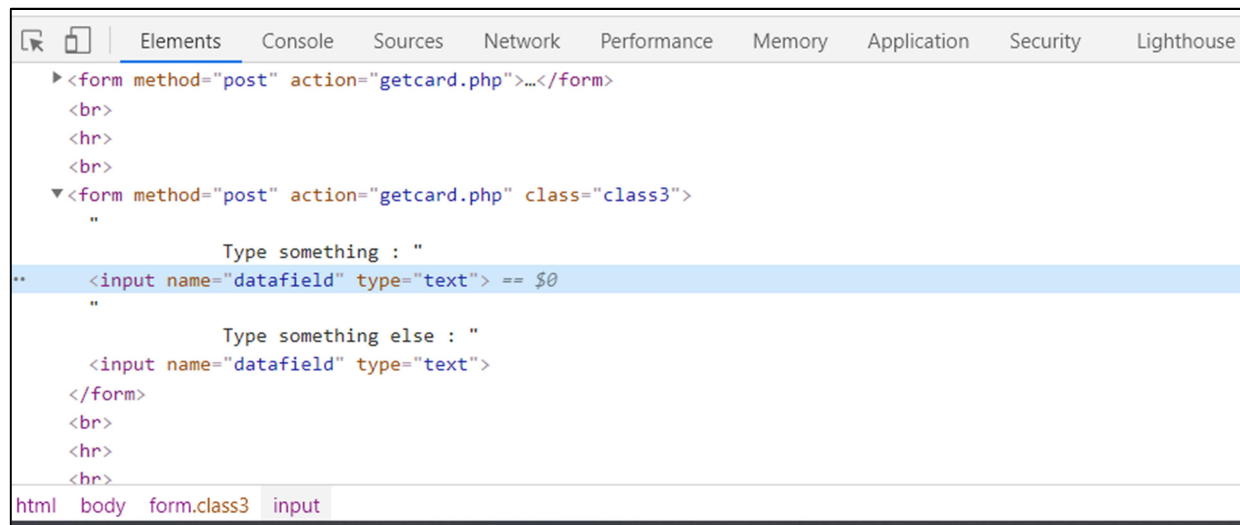 Elements Console Sources Network Performance Memory Application Security Lighthouse
<form method="post" action="getcard.php">…</form>
<br>
<hr>
<br>
<form method="post" action="getcard.php" class="class3">
"
Type something : "
<input name="datafield" type="text"> == $0
"
Type something else : "
<input name="datafield" type="text">
</form>
<br>
<hr>
<br>
html body form.class3 input